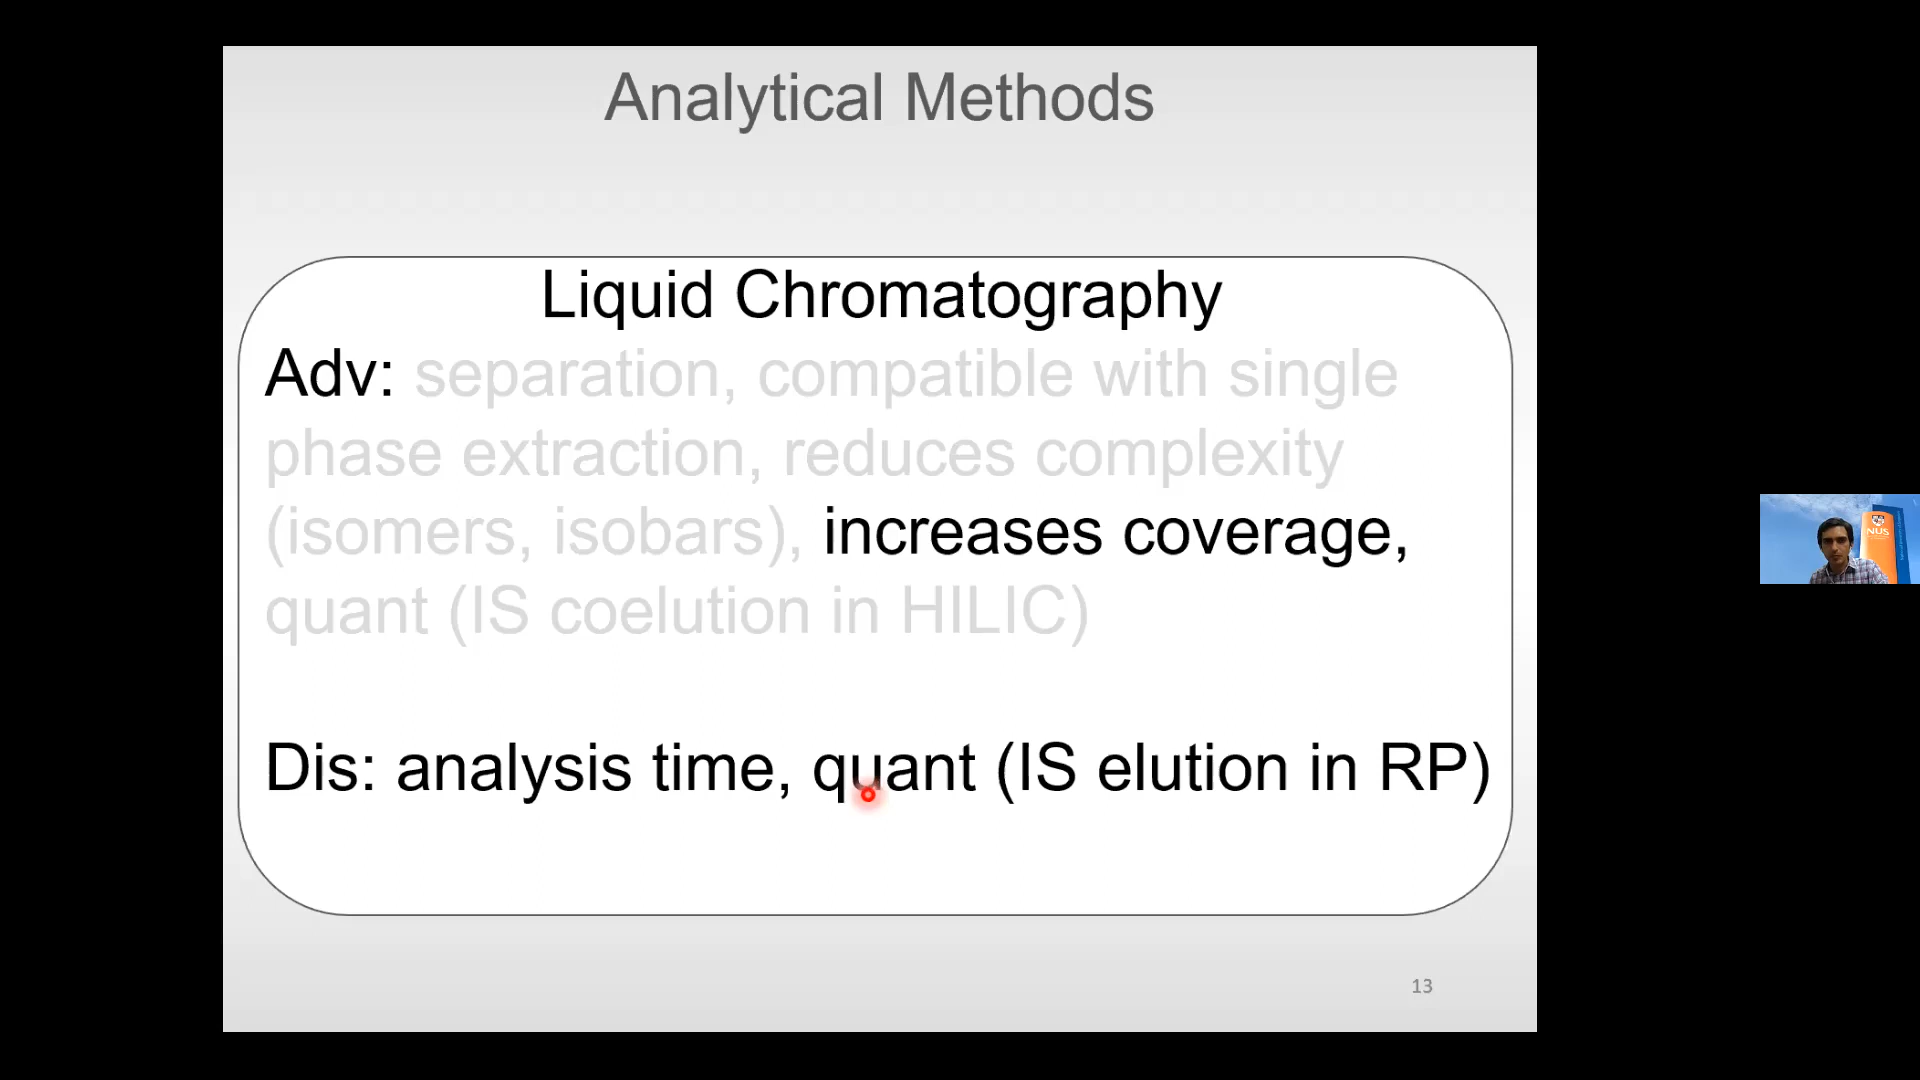 Analytical Methods
Liquid Chromatography
Adv: separation, compatible with single
phase extraction, reduces complexity
(isomers, isobars), increases coverage,
quant (IS coelution in HILIC)
Dis: analysis time, quant (IS elution in RP)
13
NUS